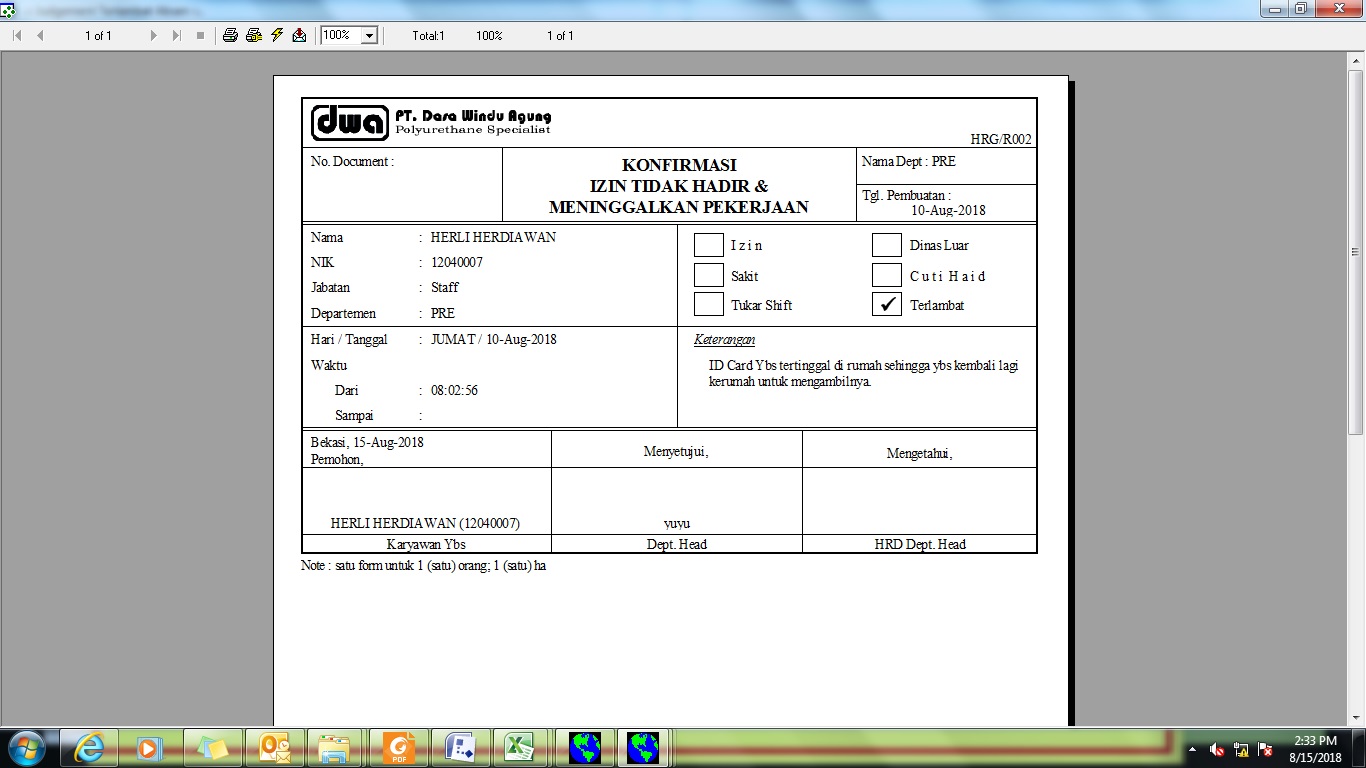 1 of 1
100%
Total:1
100%
1 of 1
dwa
PT. Dasa Windu Agung
Polyurethane Specialist
HRG/R002
No. Document :
KONFIRMASI
IZIN TIDAK HADIR &
MENINGGALKAN PEKERJAAN
Nama Dept : PRE
Tgl. Pembuatan :
10-Aug-2018
Nama : HERLI HERDIAWAN
NIK : 12040007
Jabatan : Staff
Departemen : PRE
I z i n
Dinas Luar
Sakit
C u t i H a i d
Tukar Shift
✓ Terlambat
Hari / Tanggal : JUMAT / 10-Aug-2018
Waktu
Dari : 08:02:56
Sampai :
Keterangan
ID Card Ybs tertinggal di rumah sehingga ybs kembali lagi
kerumah untuk mengambilnya.
Bekasi, 15-Aug-2018
Pemohon,
Menyetujui,
Mengetahui,
HERLI HERDIAWAN (12040007)
yuyu
Karyawan Ybs
Dept. Head
HRD Dept. Head
Note : satu form untuk 1 (satu) orang; 1 (satu) ha
PDF
2:33 PM
8/15/2018